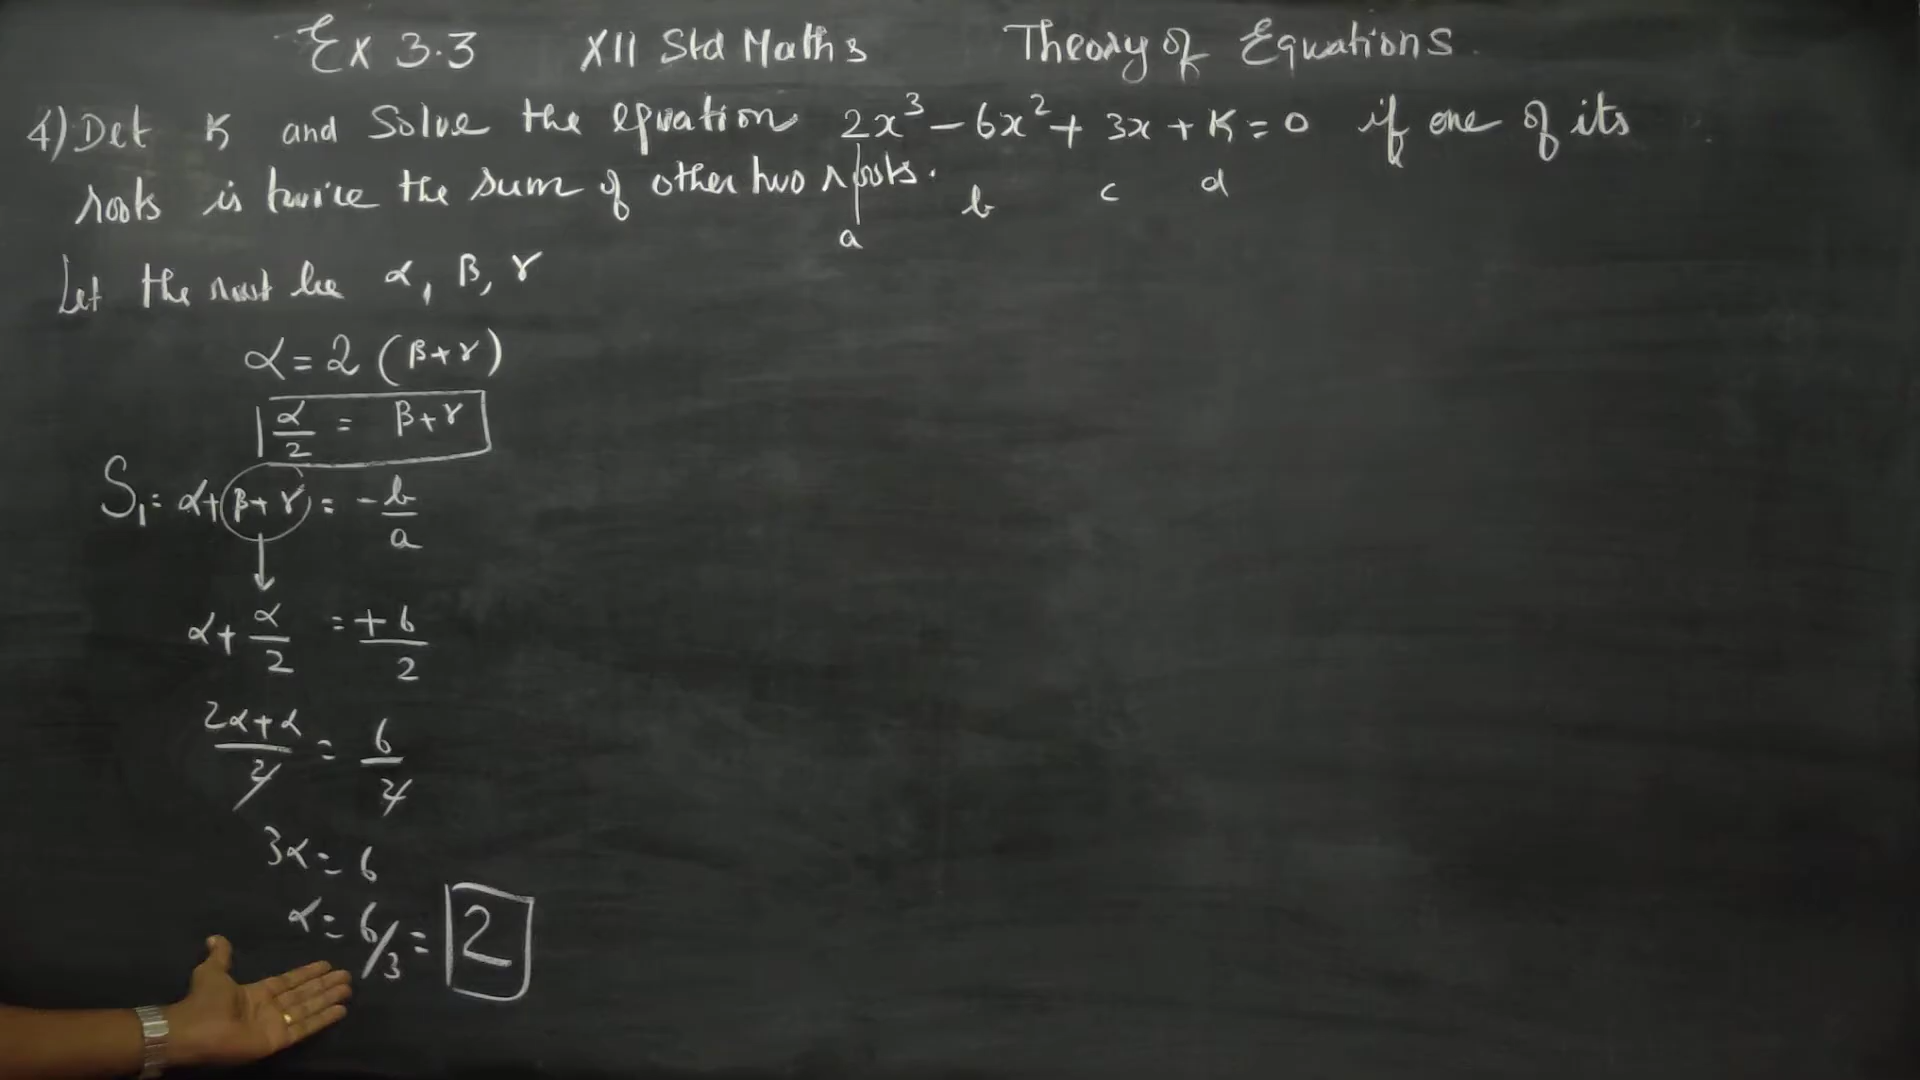 Ex 3.3 XII Std Maths Theory of Equations
4) Det K and Solve the equation 2x³ - 6x² + 3x + K = 0 if one of its
roots is twice the sum of other two roots.
a b c d
Let the root be α, β, γ
α = 2 (β + γ)
α/2 = β + γ
S₁ = α + β + γ = -b/a
α + α/2 = +6/2
2α + α/2 = 6/2
3α = 6
α = 6/3 = 2